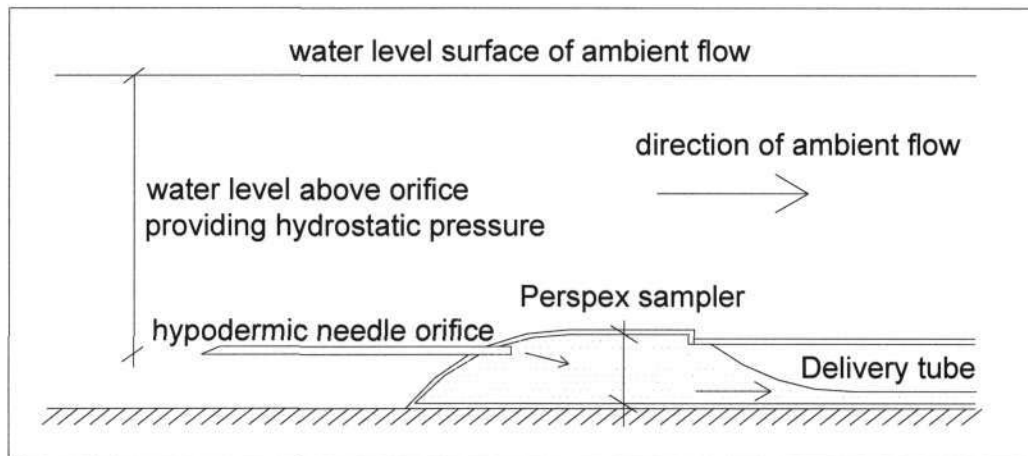 water level surface of ambient flow
direction of ambient flow
water level above orifice
providing hydrostatic pressure
Perspex sampler
hypodermic needle orifice
Delivery tube